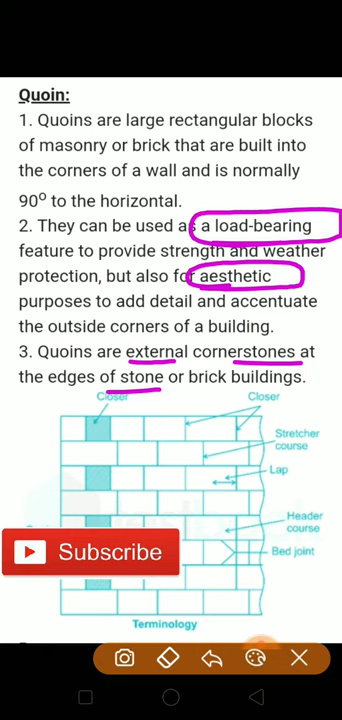 Quoin:
1. Quoins are large rectangular blocks
of masonry or brick that are built into
the corners of a wall and is normally
90⁰ to the horizontal.
2. They can be used as a load-bearing
feature to provide strength and weather
protection, but also for aesthetic
purposes to add detail and accentuate
the outside corners of a building.
3. Quoins are external cornerstones at
the edges of stone or brick buildings.
Closer
Closer
Stretcher
course
Lap
Header
course
Bed joint
Subscribe
Terminology